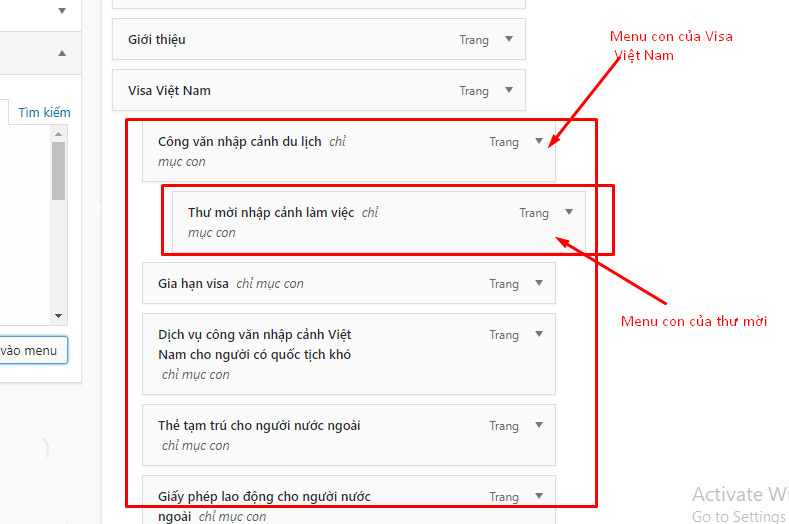 Giới thiệu Trang
Menu con của Visa
Việt Nam
Visa Việt Nam Trang
Tìm kiếm
Công văn nhập cảnh du lịch chỉ Trang
mục con
Thư mời nhập cảnh làm việc chỉ Trang
mục con
Gia hạn visa chỉ mục con Trang
Menu con của thư mời
Dịch vụ công văn nhập cảnh Việt Trang
Nam cho người có quốc tịch khó
chỉ mục con
vào menu
Thẻ tạm trú cho người nước ngoài Trang
chỉ mục con
Giấy phép lao động cho người nước Trang
ngoài chỉ mục con
Activate Wi
Go to Settings